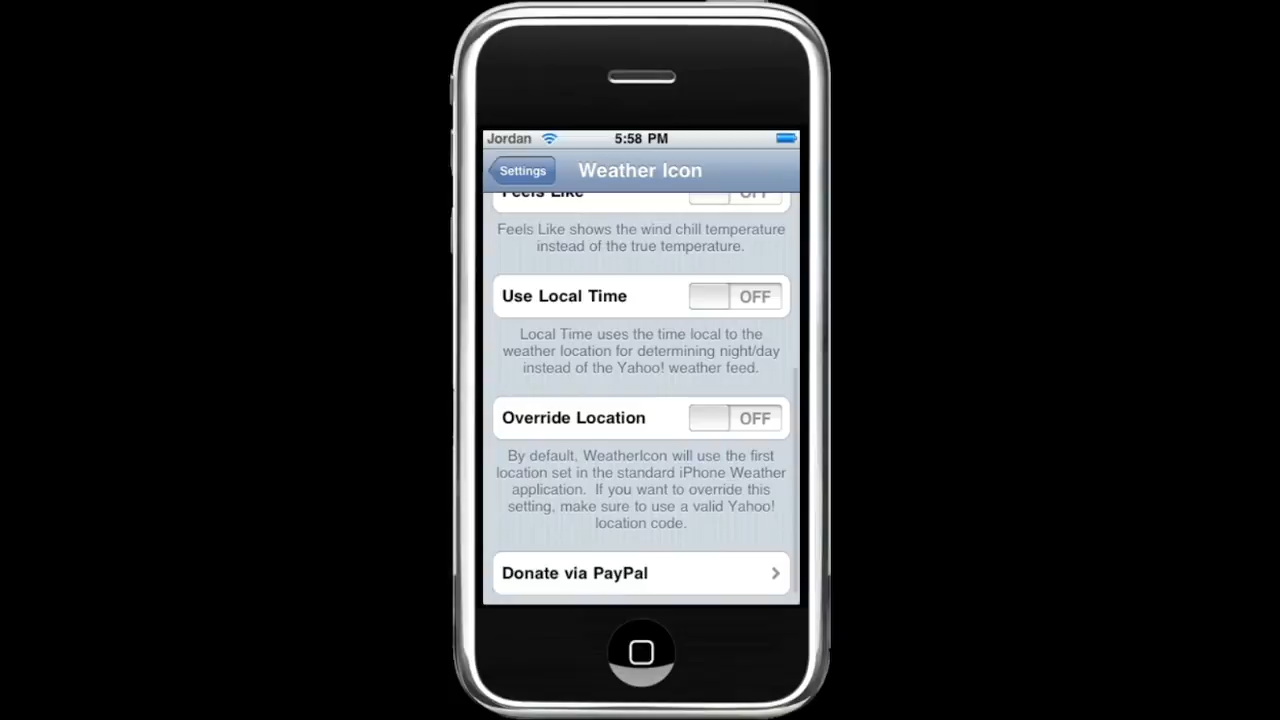 Jordan 5:58 PM
Settings Weather Icon
Feels Like OFF
Feels Like shows the wind chill temperature
instead of the true temperature.
Use Local Time OFF
Local Time uses the time local to the
weather location for determining night/day
instead of the Yahoo! weather feed.
Override Location OFF
By default, WeatherIcon will use the first
location set in the standard iPhone Weather
application. If you want to override this
setting, make sure to use a valid Yahoo!
location code.
Donate via PayPal